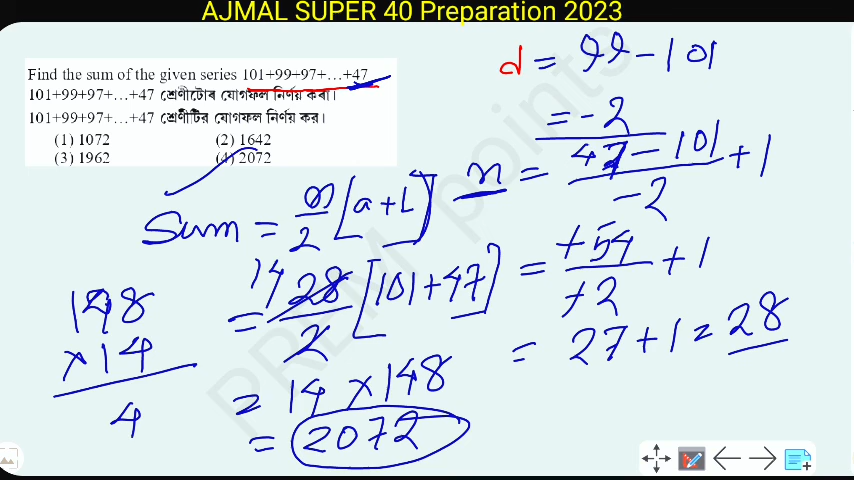 AJMAL SUPER 40 Preparation 2023
Find the sum of the given series 101+99+97+...+47
101+99+97+...+47 শ্ৰেণীটোৰ যোগফল নিৰ্ণয় কৰা।
101+99+97+...+47 শ্রেণীটির যোগফল নির্ণয় কর।
(1) 1072 (2) 1642
(3) 1962 (4) 2072
d = 99 - 101
= -2
n = (47 - 101)/-2 + 1
= +54/+2 + 1
= 27 + 1 = 28
Sum = n/2 [a + L]
= 14 28/2 [101 + 47]
= 14 × 148
= 2072
148
×14
4
PREM points